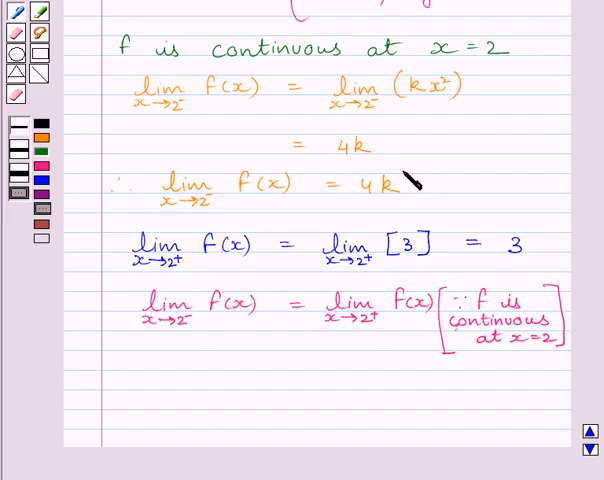 f is continuous at x = 2
lim x→2⁻ f(x) = lim x→2⁻ (kx²)
= 4k
∴ lim x→2⁻ f(x) = 4k
lim x→2⁺ f(x) = lim x→2⁺ [3] = 3
lim x→2⁻ f(x) = lim x→2⁺ f(x) [∵ f is
continuous
at x = 2]